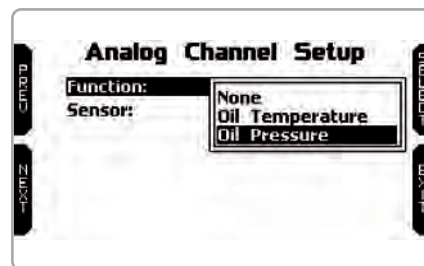 Analog Channel Setup
PREV
SELECT
Function:
None
Sensor:
Oil Temperature
Oil Pressure
NEXT
EXIT